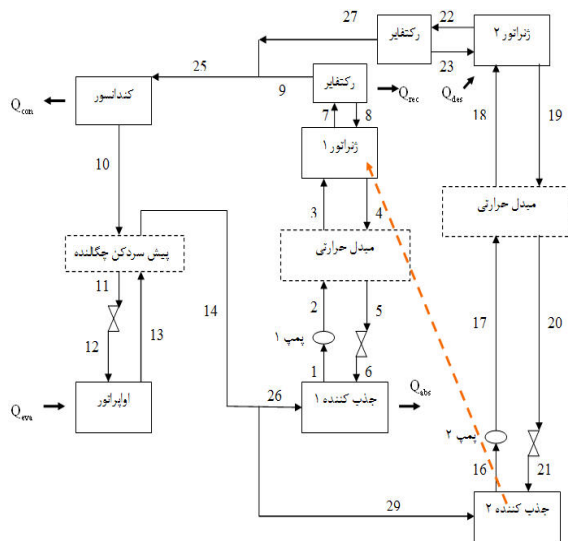 27
22
رکتفایر
ژنراتور ۲
23
25
رکتفایر
9
Q_con
کندانسور
Q_rec
Q_des
18
19
7
8
ژنراتور ۱
10
3
4
مبدل حرارتی
پیش سردکن چگالنده
مبدل حرارتی
11
13
14
2
5
17
20
12
پمپ ۱
1
6
Q_eva
اواپراتور
26
جذب کننده ۱
Q_abs
پمپ ۲
16
21
29
جذب کننده ۲